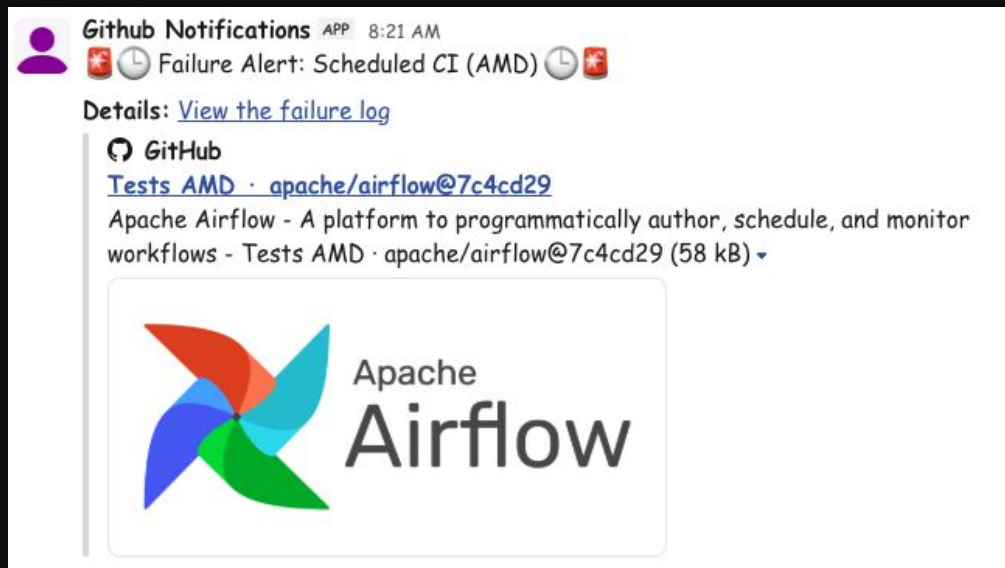 Github Notifications APP 8:21 AM
🚨🕒 Failure Alert: Scheduled CI (AMD) 🕒🚨
Details: View the failure log
GitHub
Tests AMD · apache/airflow@7c4cd29
Apache Airflow - A platform to programmatically author, schedule, and monitor
workflows - Tests AMD · apache/airflow@7c4cd29 (58 kB)
Apache
Airflow